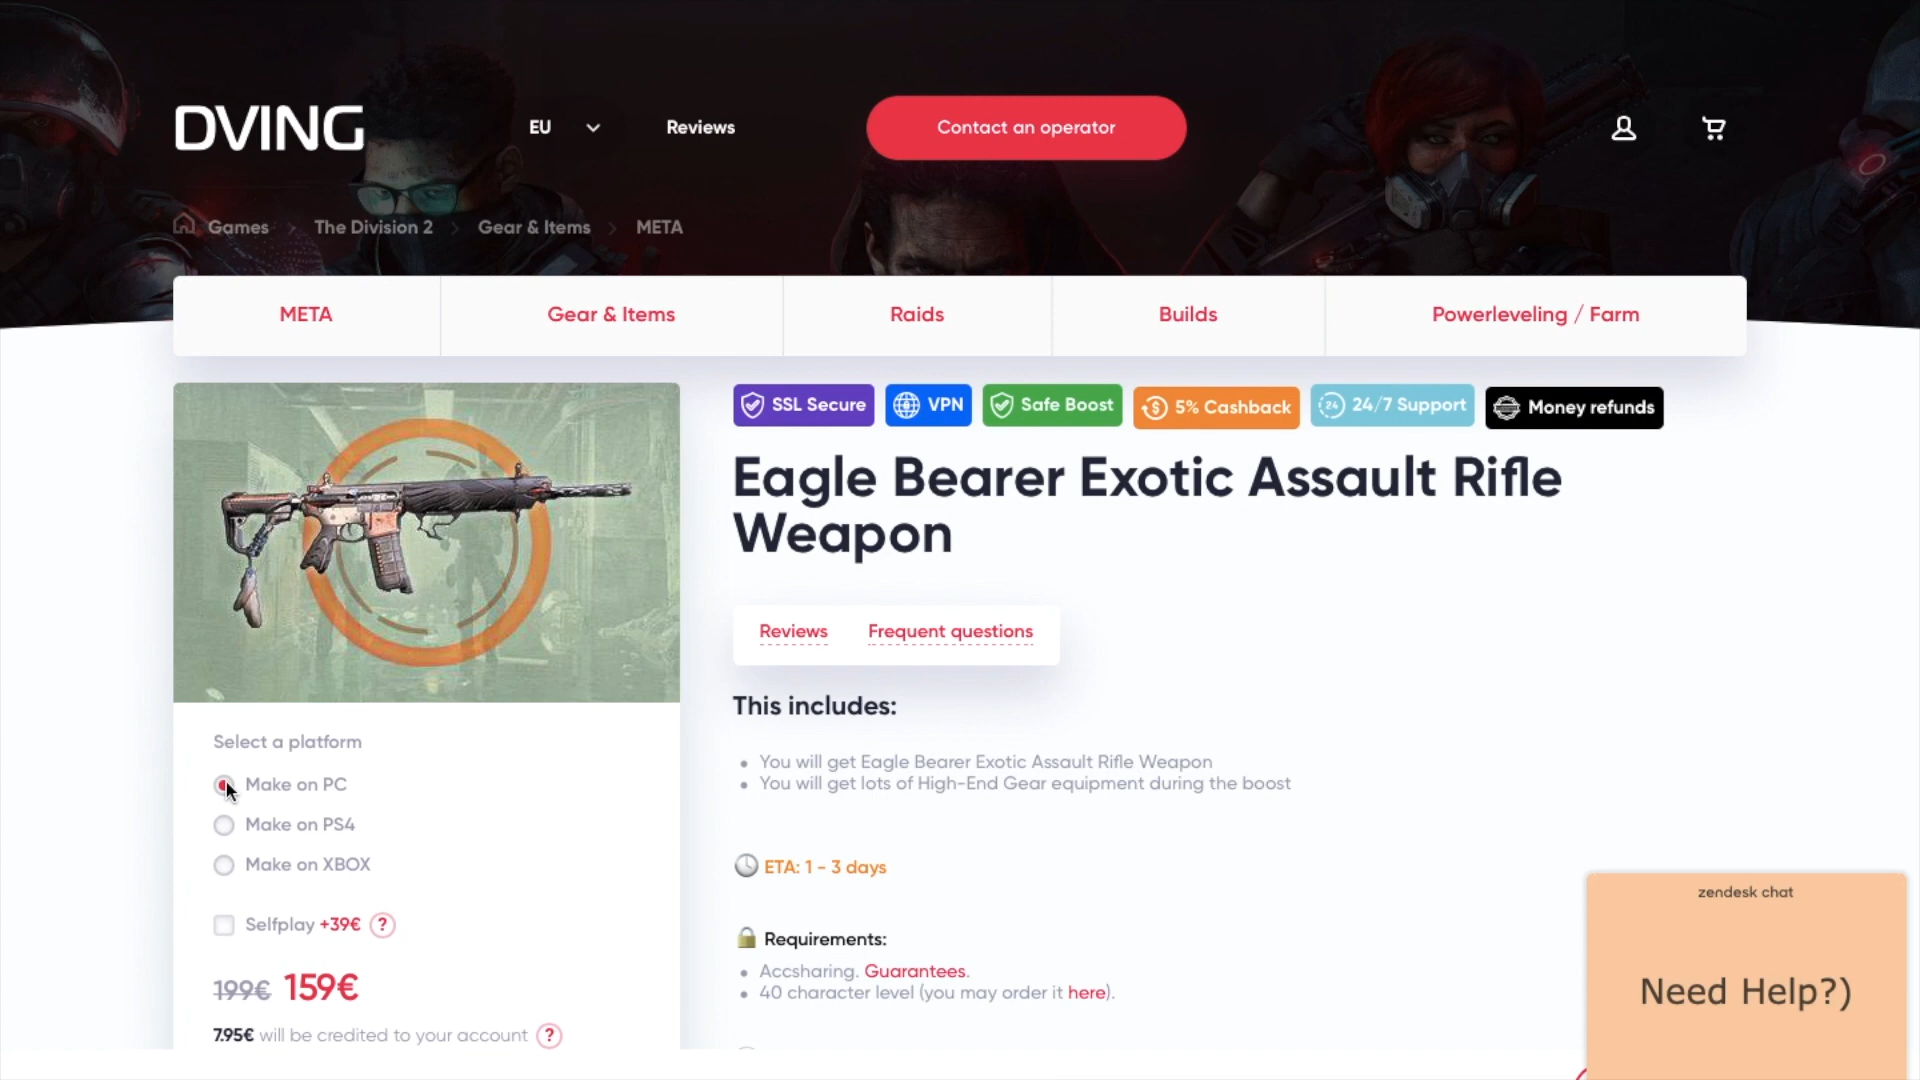 DVING
EU
Reviews
Contact an operator
Games
The Division 2
Gear & Items
META
META
Gear & Items
Raids
Builds
Powerleveling / Farm
SSL Secure
VPN
Safe Boost
5% Cashback
24/7 Support
Money refunds
Eagle Bearer Exotic Assault Rifle
Weapon
Reviews
Frequent questions
This includes:
You will get Eagle Bearer Exotic Assault Rifle Weapon
You will get lots of High-End Gear equipment during the boost
ETA: 1 - 3 days
Requirements:
Accsharing. Guarantees.
40 character level (you may order it here).
Select a platform
Make on PC
Make on PS4
Make on XBOX
Selfplay +39€ ?
199€ 159€
7.95€ will be credited to your account ?
zendesk chat
Need Help?)